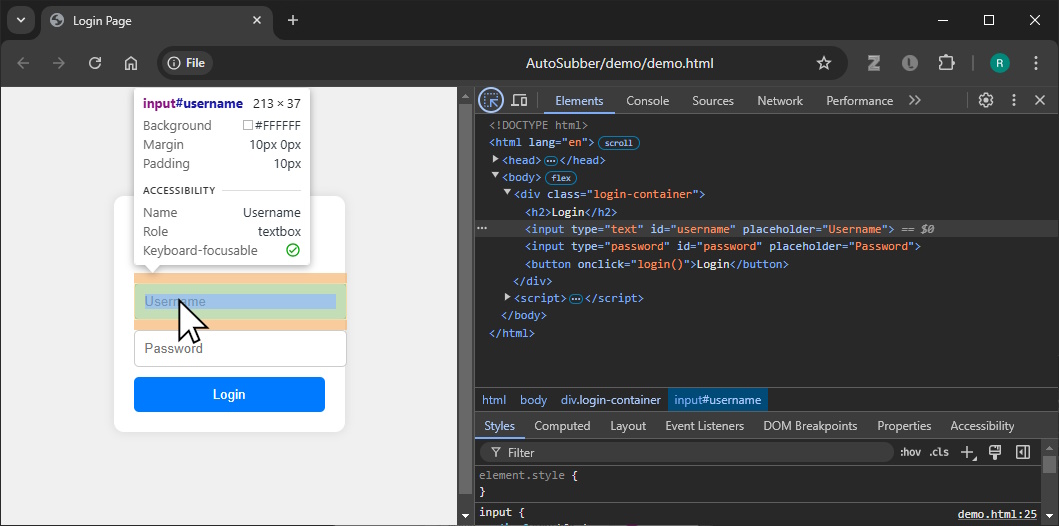 Login Page
File
AutoSubber/demo/demo.html
R
input#username 213 × 37
Background #FFFFFF
Margin 10px 0px
Padding 10px
ACCESSIBILITY
Name Username
Role textbox
Keyboard-focusable
Username
Password
Login
Elements Console Sources Network Performance
<!DOCTYPE html>
<html lang="en"> scroll
<head> ··· </head>
<body> flex
<div class="login-container">
<h2>Login</h2>
··· <input type="text" id="username" placeholder="Username"> == $0
<input type="password" id="password" placeholder="Password">
<button onclick="login()">Login</button>
</div>
<script> ··· </script>
</body>
</html>
html body div.login-container input#username
Styles Computed Layout Event Listeners DOM Breakpoints Properties Accessibility
Filter :hov .cls
element.style {
}
input { demo.html:25